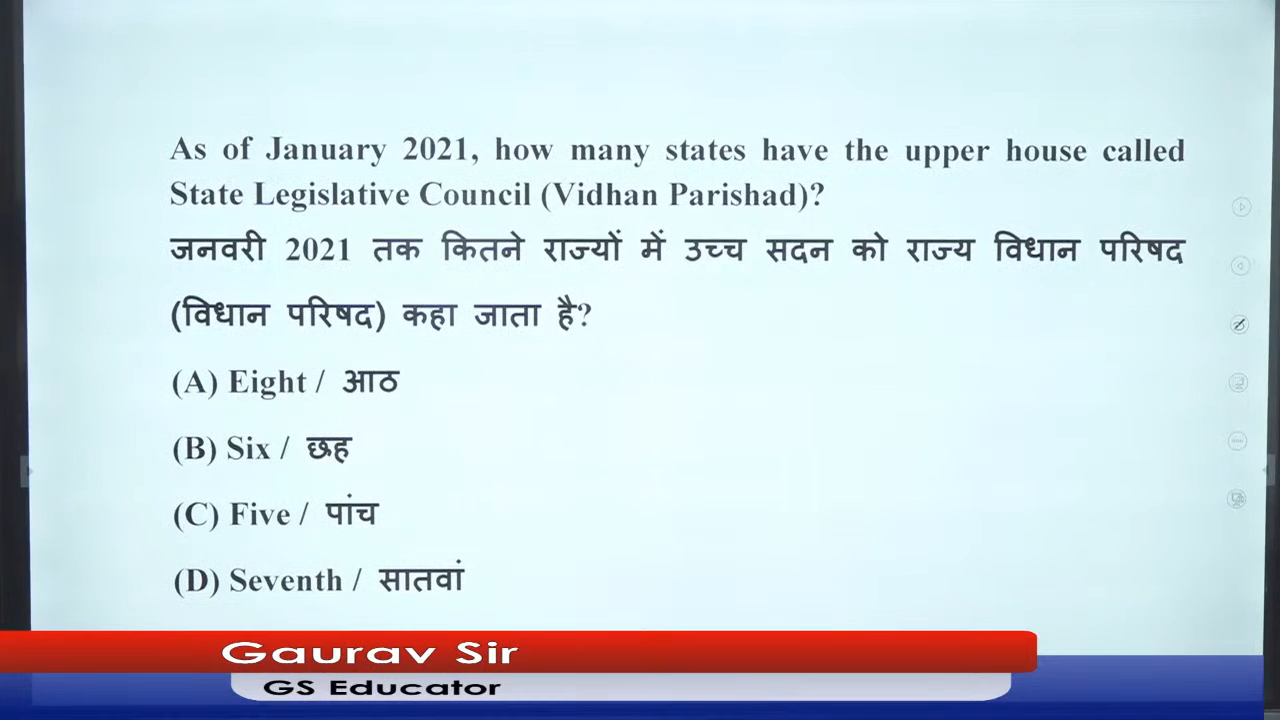 As of January 2021, how many states have the upper house called
State Legislative Council (Vidhan Parishad)?
जनवरी 2021 तक कितने राज्यों में उच्च सदन को राज्य विधान परिषद
(विधान परिषद) कहा जाता है?
(A) Eight / आठ
(B) Six / छह
(C) Five / पांच
(D) Seventh / सातवां
Gaurav Sir
GS Educator